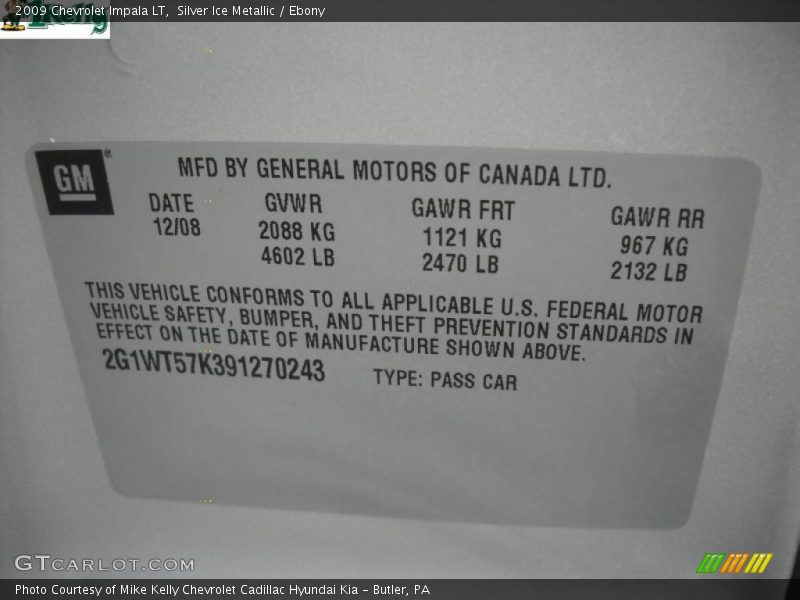 2009 Chevrolet Impala LT, Silver Ice Metallic / Ebony
GM
MFD BY GENERAL MOTORS OF CANADA LTD.
DATE GVWR GAWR FRT GAWR RR
12/08 2088 KG 1121 KG 967 KG
4602 LB 2470 LB 2132 LB
THIS VEHICLE CONFORMS TO ALL APPLICABLE U.S. FEDERAL MOTOR
VEHICLE SAFETY, BUMPER, AND THEFT PREVENTION STANDARDS IN
EFFECT ON THE DATE OF MANUFACTURE SHOWN ABOVE.
2G1WT57K391270243 TYPE: PASS CAR
GTCARLOT.COM
Photo Courtesy of Mike Kelly Chevrolet Cadillac Hyundai Kia – Butler, PA